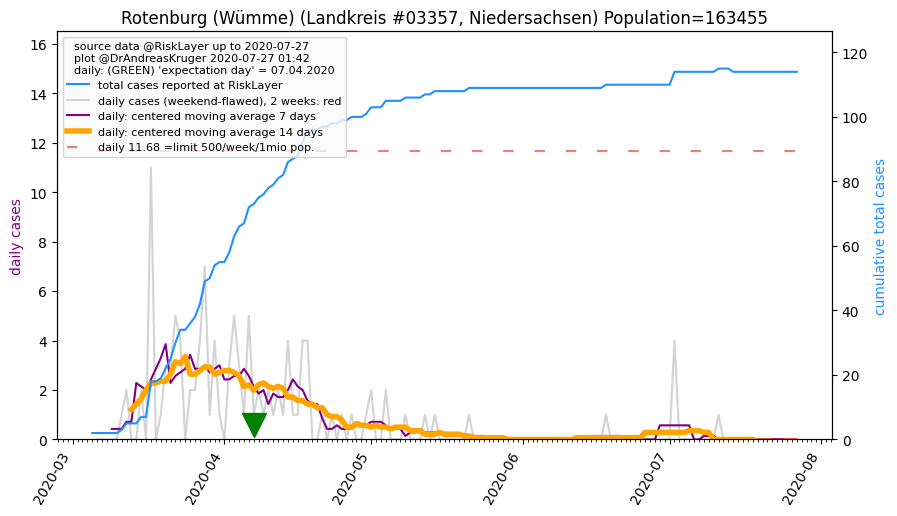 Rotenburg (Wümme) (Landkreis #03357, Niedersachsen) Population=163455
source data @RiskLayer up to 2020-07-27
plot @DrAndreasKruger 2020-07-27 01:42
daily: (GREEN) 'expectation day' = 07.04.2020
total cases reported at RiskLayer
daily cases (weekend-flawed), 2 weeks: red
daily: centered moving average 7 days
daily: centered moving average 14 days
daily 11.68 =limit 500/week/1mio pop.
daily cases
16
14
12
10
8
6
4
2
0
120
100
80
60
40
20
0
cumulative total cases
2020-03
2020-04
2020-05
2020-06
2020-07
2020-08